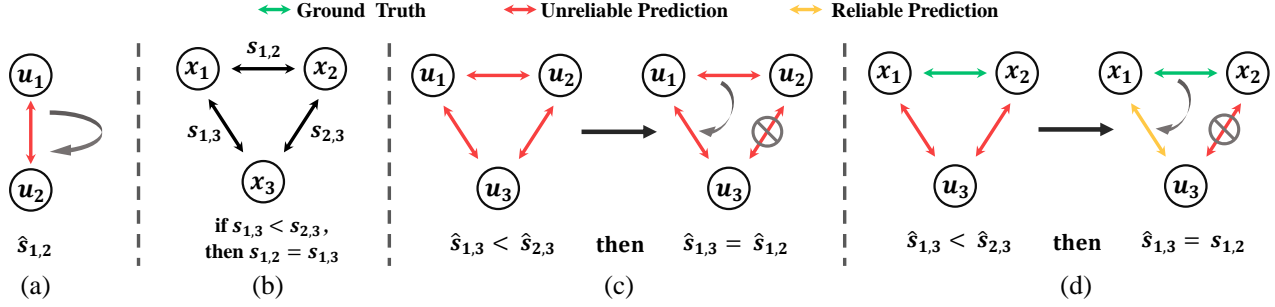 Ground Truth
Unreliable Prediction
Reliable Prediction
u₁
u₂
ŝ₁,₂
(a)
x₁ s₁,₂ x₂
s₁,₃ s₂,₃
x₃
if s₁,₃ < s₂,₃ ,
then s₁,₂ = s₁,₃
(b)
u₁ u₂ u₁ u₂
u₃ u₃
ŝ₁,₃ < ŝ₂,₃ then ŝ₁,₃ = ŝ₁,₂
(c)
x₁ x₂ x₁ x₂
u₃ u₃
ŝ₁,₃ < ŝ₂,₃ then ŝ₁,₃ = s₁,₂
(d)